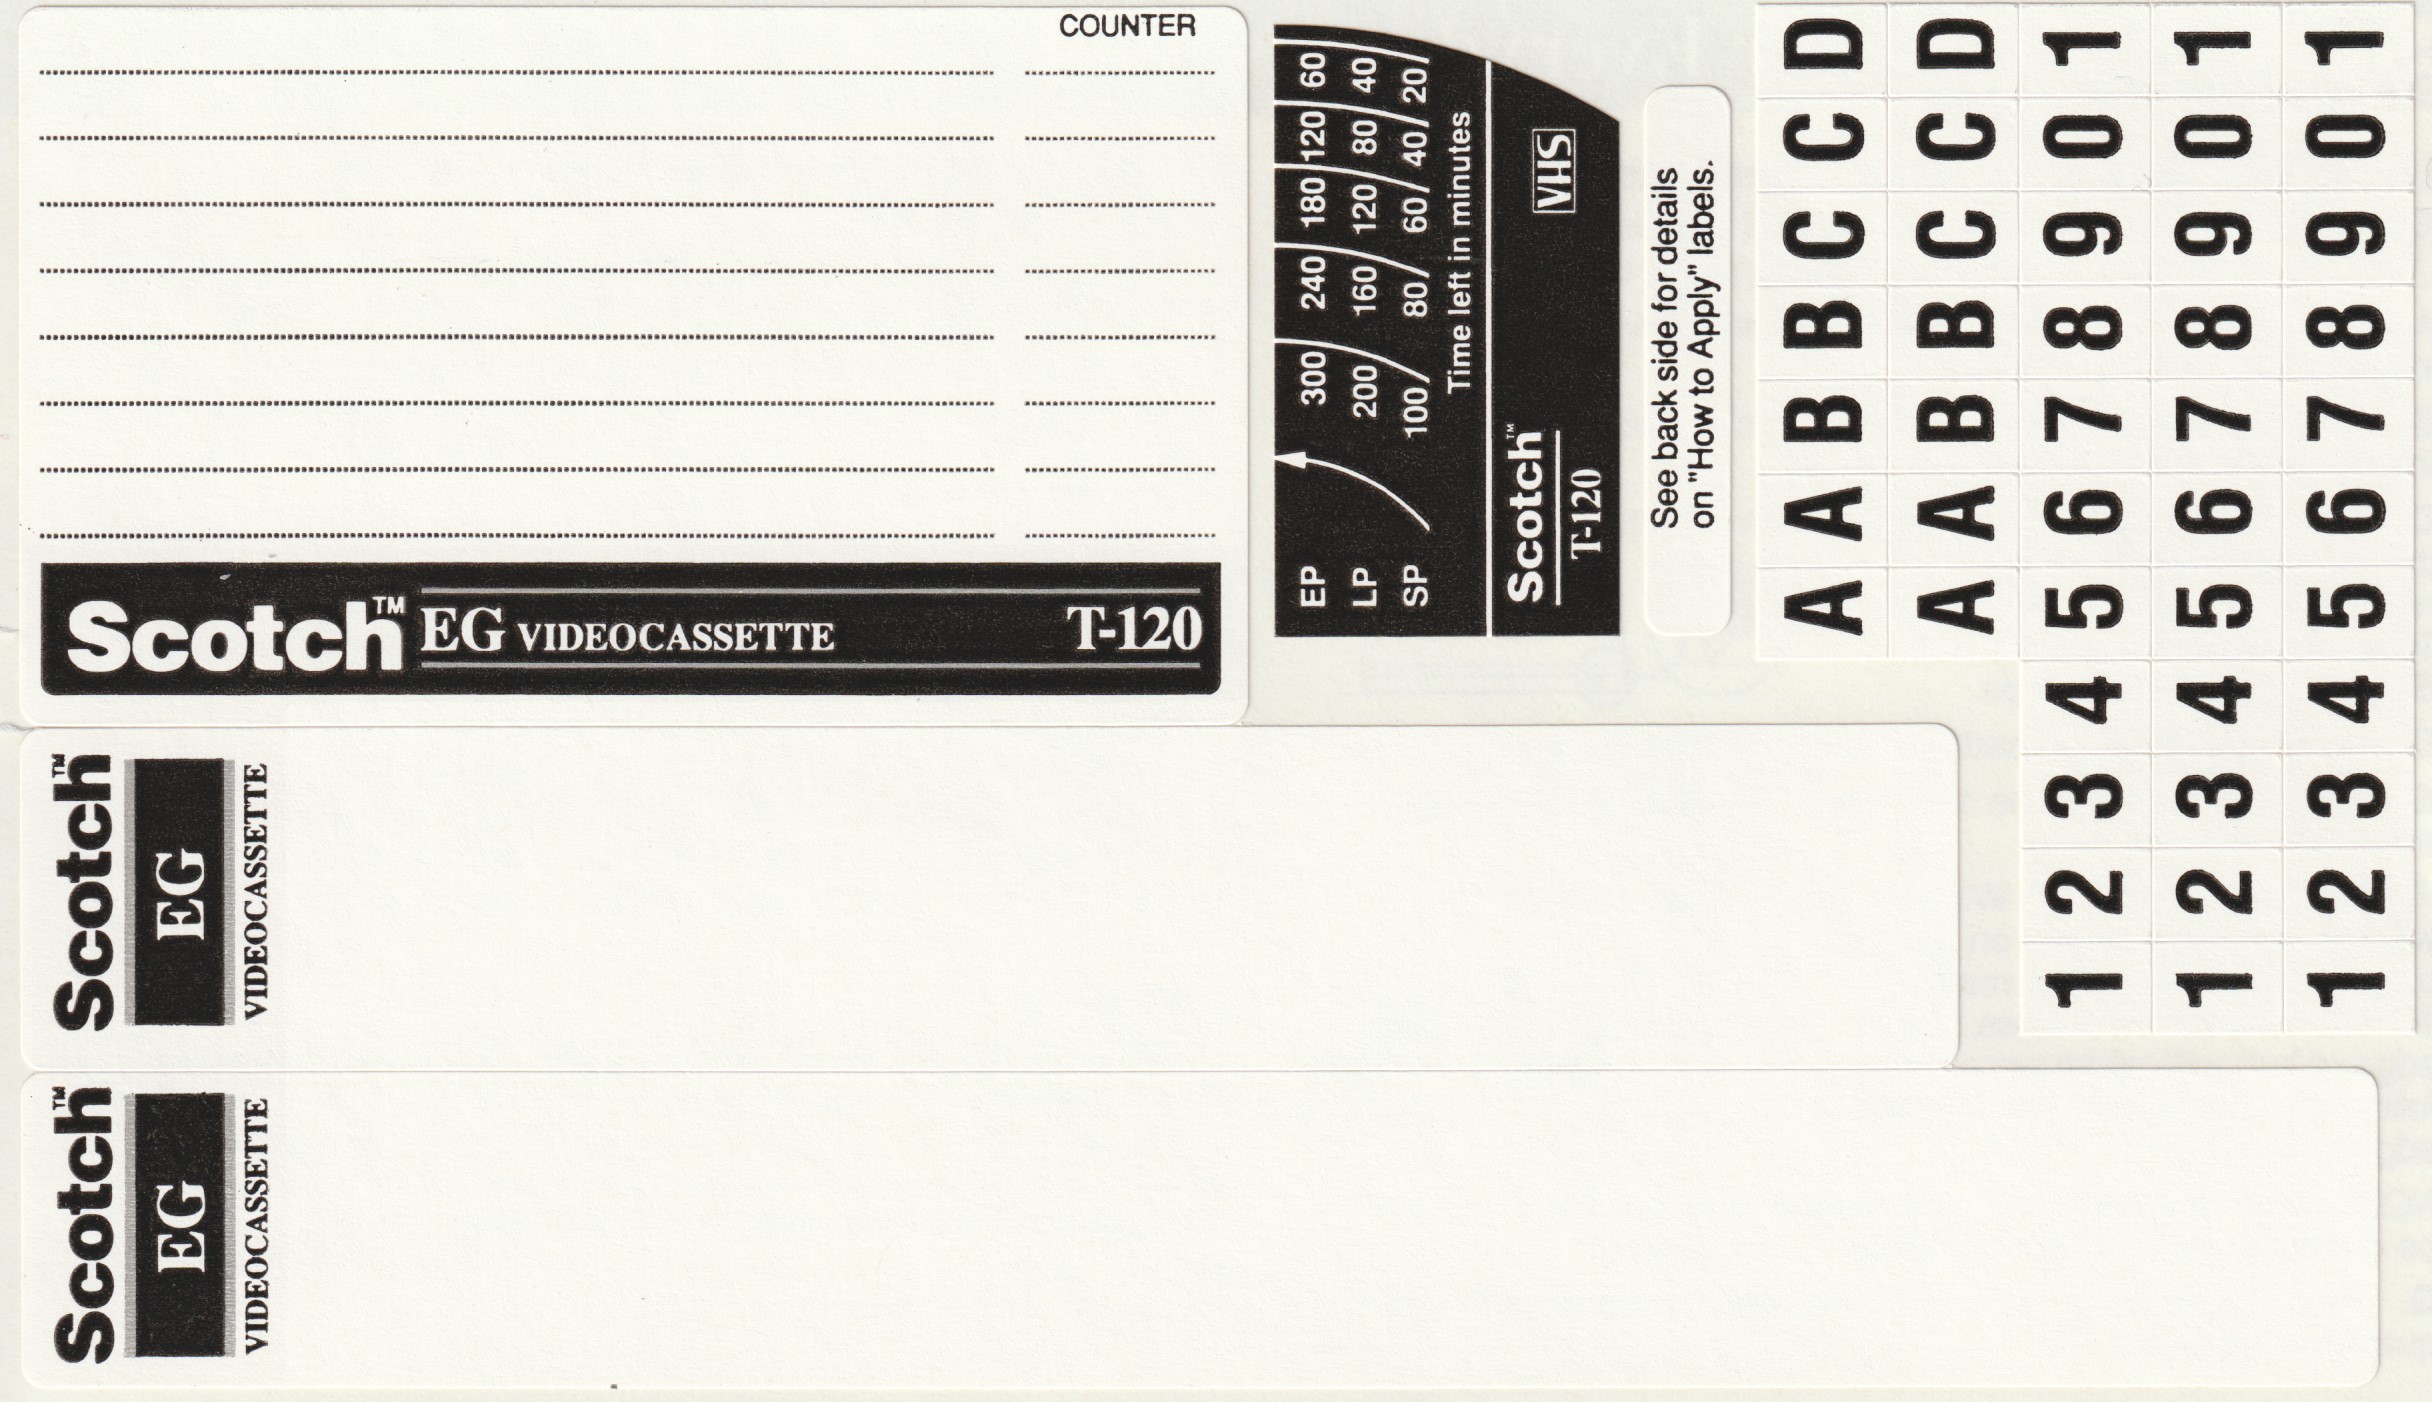 COUNTER
Scotch™ EG VIDEOCASSETTE T-120
EP 300 240 180 120 60
LP 200 160 120 80 40
SP 100 80 60 40 20
Time left in minutes
Scotch™ VHS
T-120
See back side for details
on "How to Apply" labels.
A A B B C C D
A A B B C C D
1 2 3 4 5 6 7 8 9 0 1
1 2 3 4 5 6 7 8 9 0 1
1 2 3 4 5 6 7 8 9 0 1
Scotch™
EG
VIDEOCASSETTE
Scotch™
EG
VIDEOCASSETTE